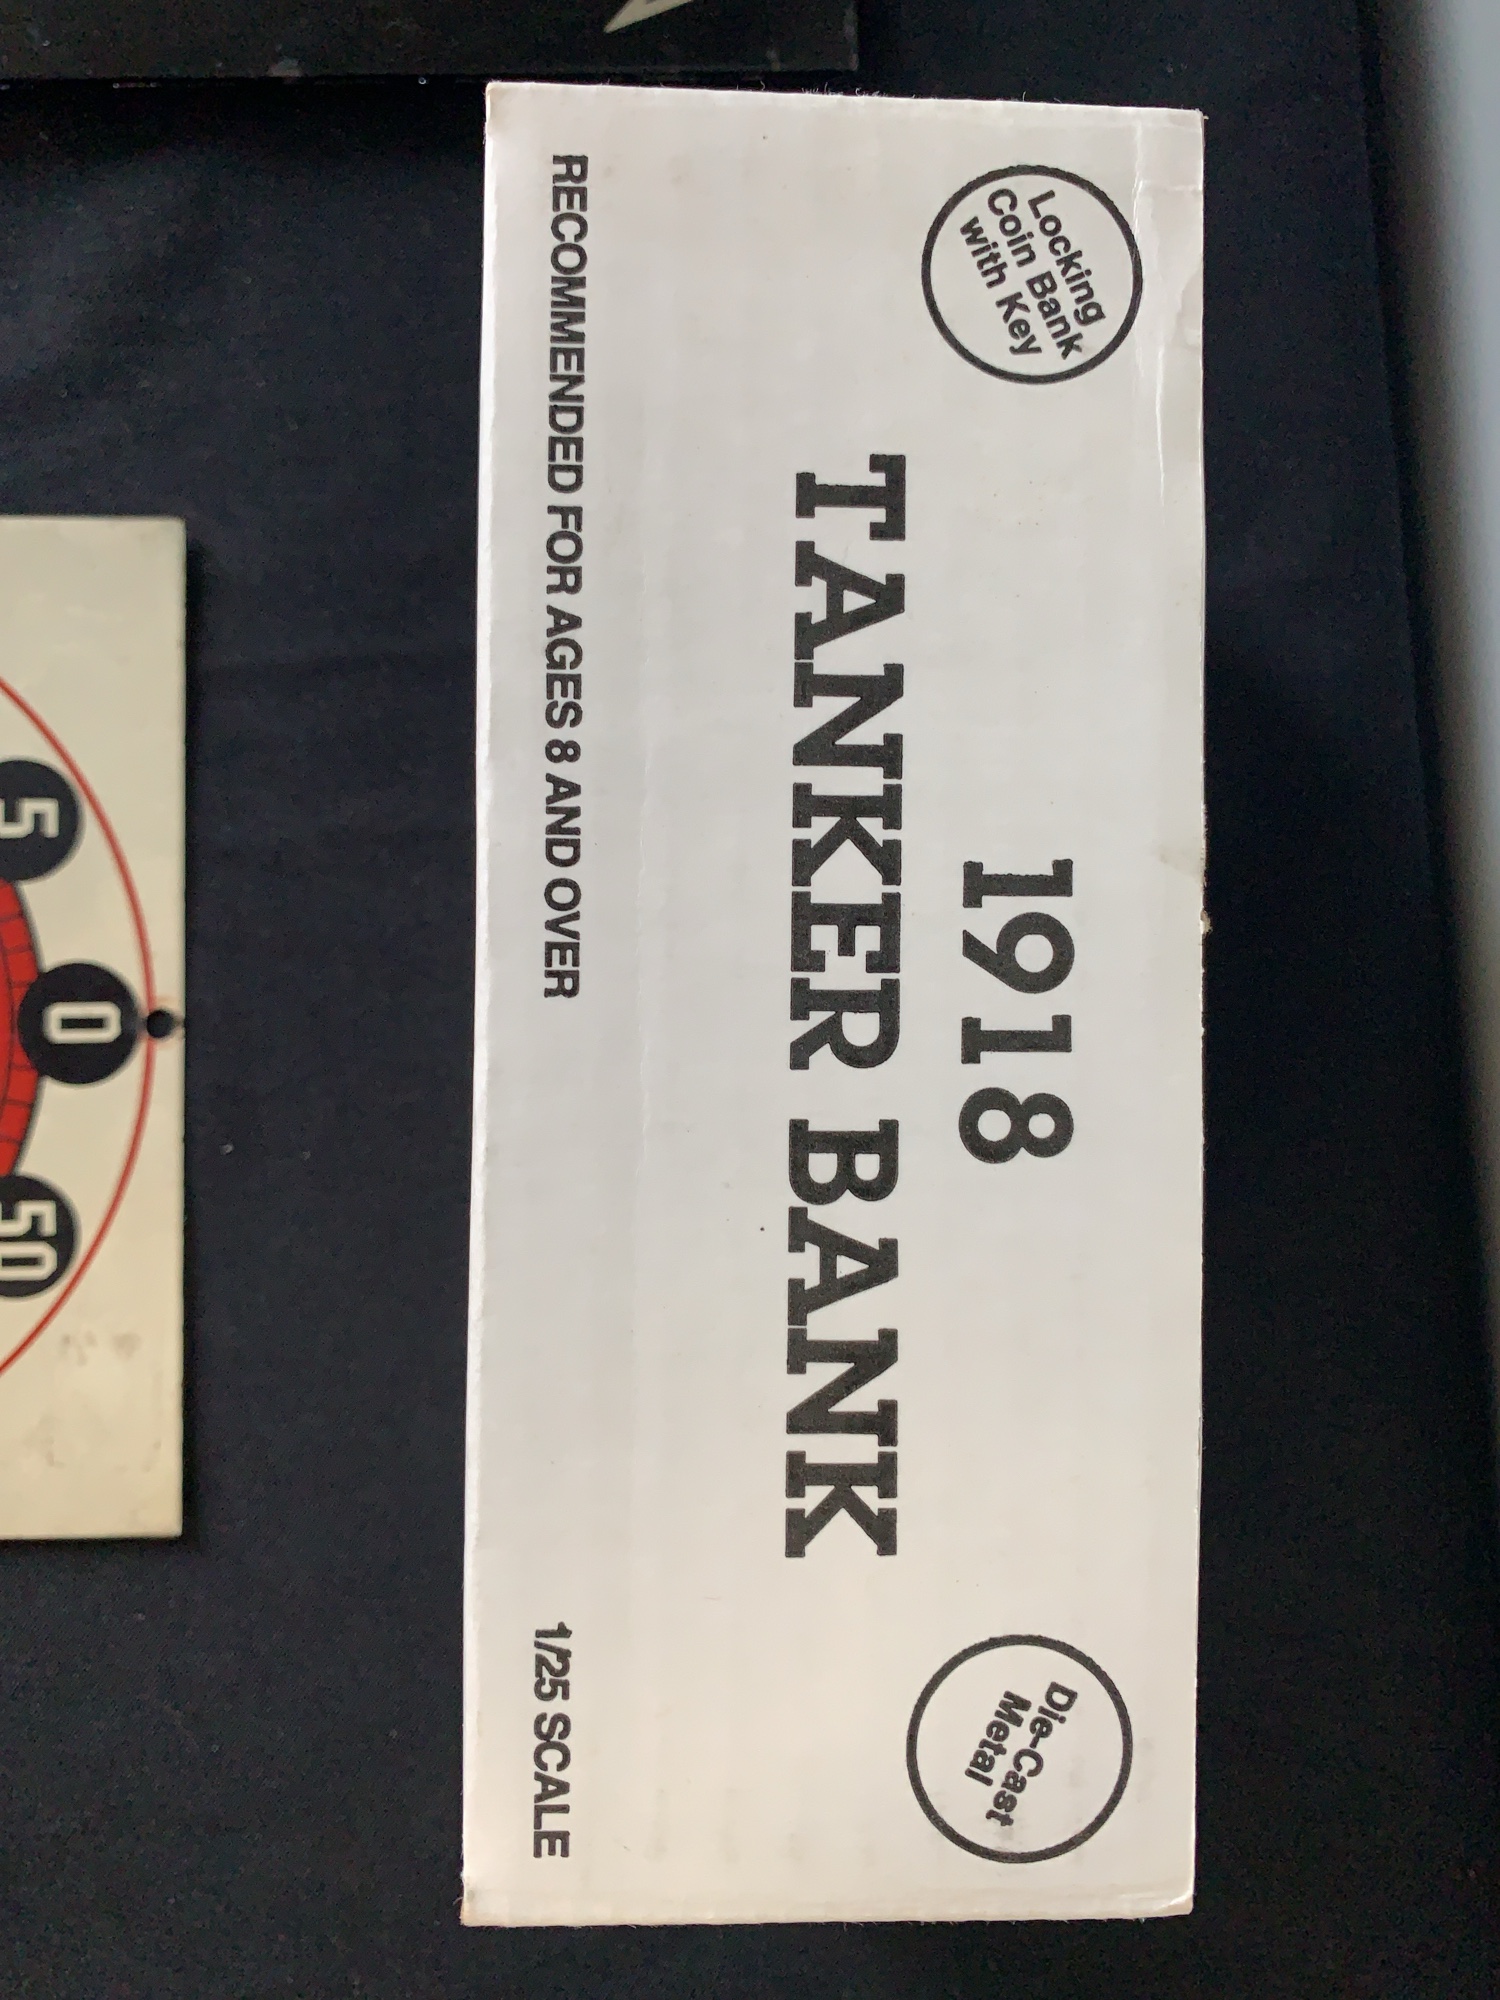 Locking
Coin Bank
with Key
1918
TANKER BANK
Die-Cast
Metal
RECOMMENDED FOR AGES 8 AND OVER
1/25 SCALE
5
0
50